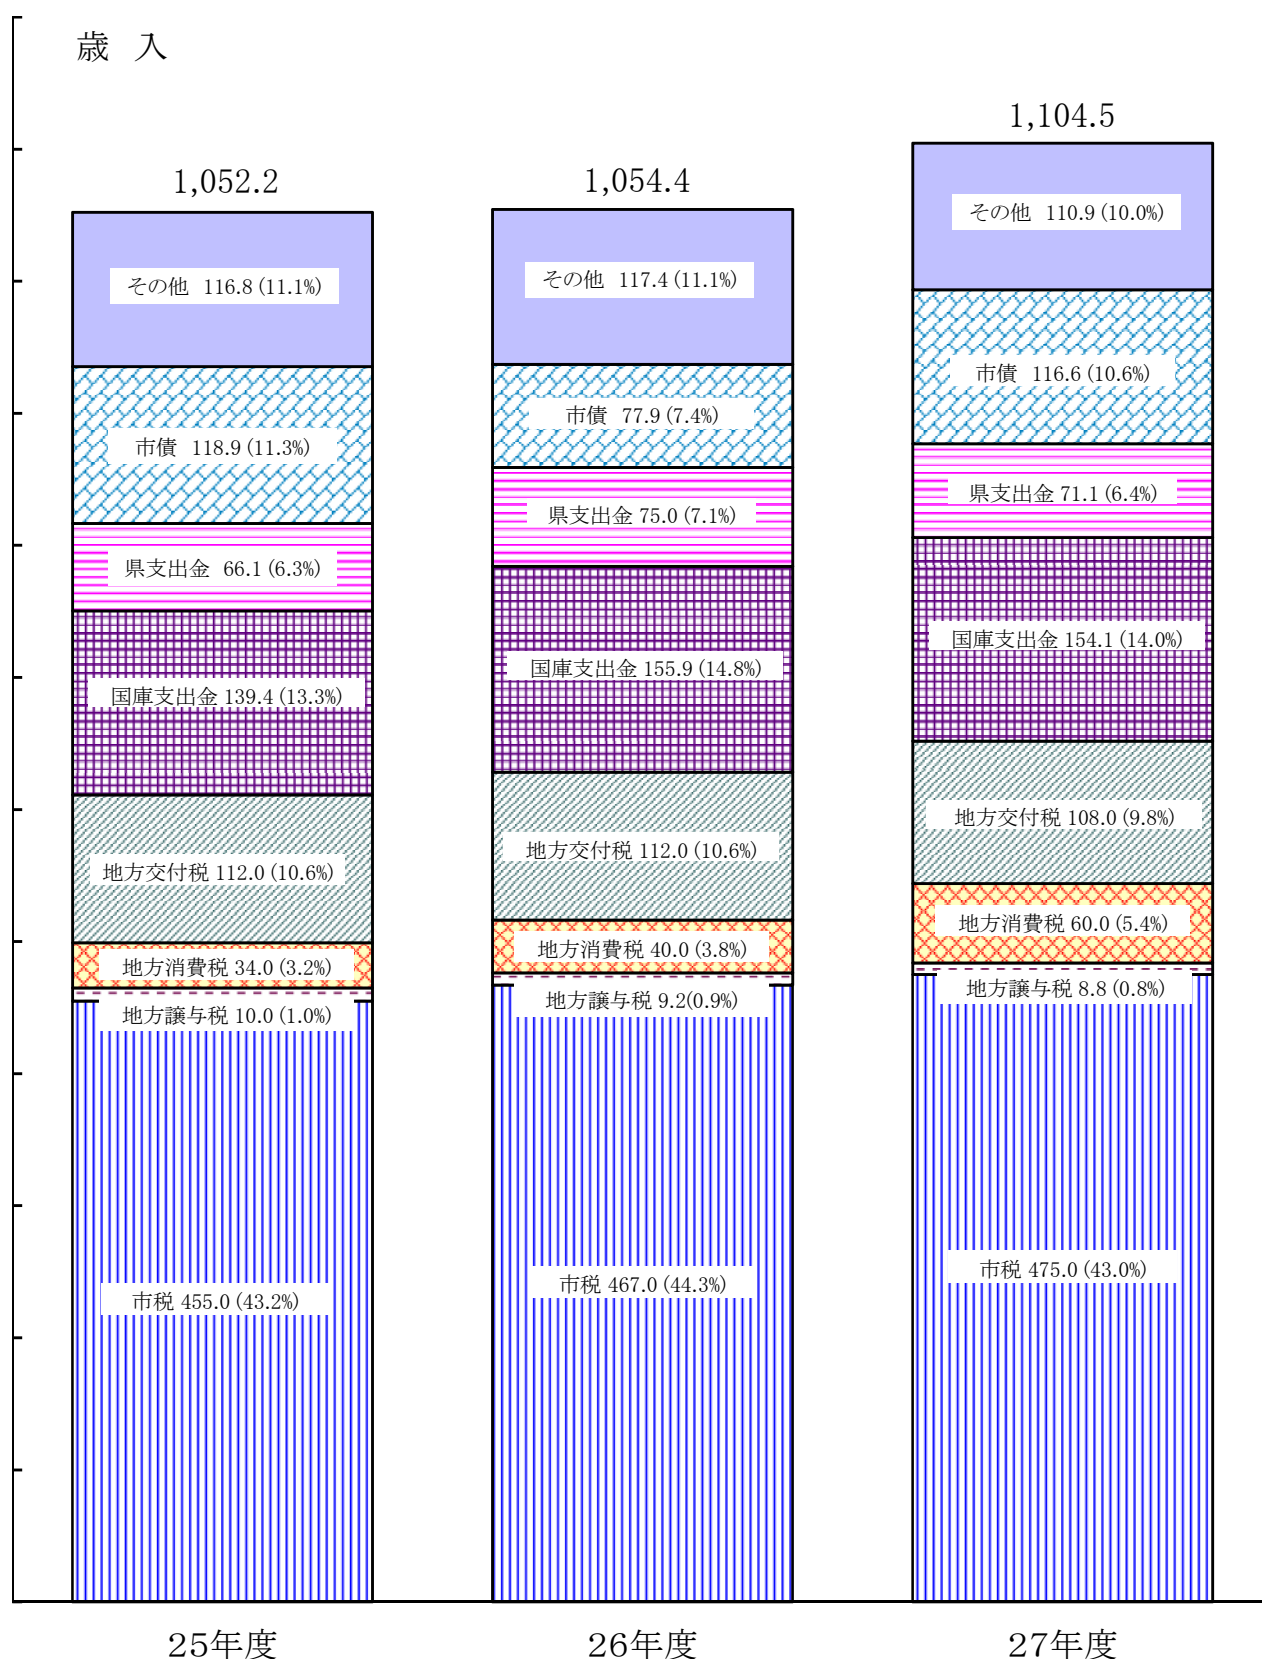 歳 入
1,052.2
その他 116.8 (11.1%)
市債 118.9 (11.3%)
県支出金 66.1 (6.3%)
国庫支出金 139.4 (13.3%)
地方交付税 112.0 (10.6%)
地方消費税 34.0 (3.2%)
地方譲与税 10.0 (1.0%)
市税 455.0 (43.2%)
25年度
1,054.4
その他 117.4 (11.1%)
市債 77.9 (7.4%)
県支出金 75.0 (7.1%)
国庫支出金 155.9 (14.8%)
地方交付税 112.0 (10.6%)
地方消費税 40.0 (3.8%)
地方譲与税 9.2(0.9%)
市税 467.0 (44.3%)
26年度
1,104.5
その他 110.9 (10.0%)
市債 116.6 (10.6%)
県支出金 71.1 (6.4%)
国庫支出金 154.1 (14.0%)
地方交付税 108.0 (9.8%)
地方消費税 60.0 (5.4%)
地方譲与税 8.8 (0.8%)
市税 475.0 (43.0%)
27年度